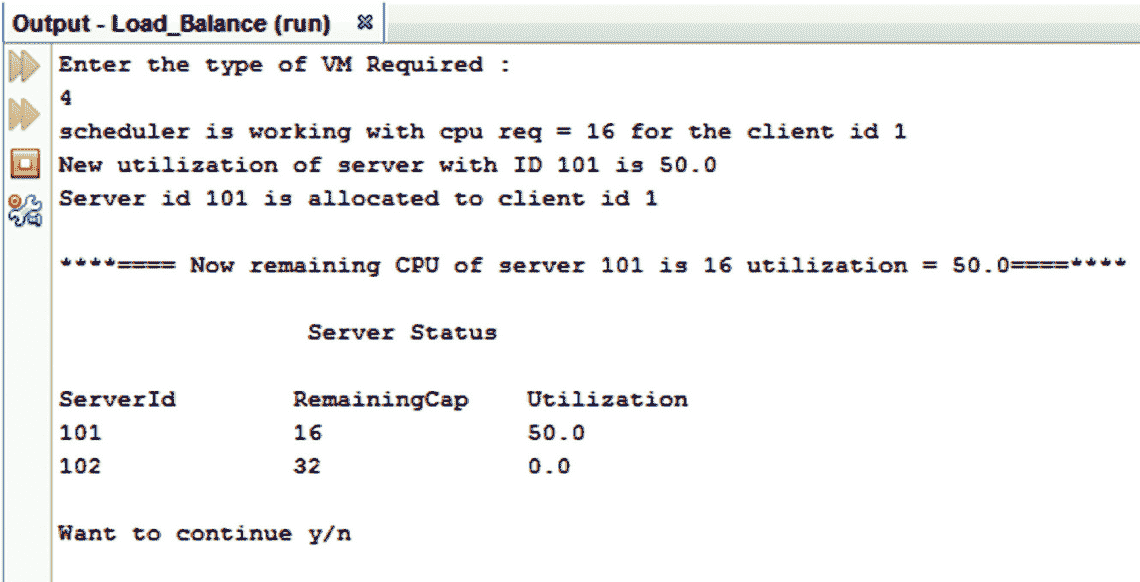 Output - Load_Balance (run)
Enter the type of VM Required :
4
scheduler is working with cpu req = 16 for the client id 1
New utilization of server with ID 101 is 50.0
Server id 101 is allocated to client id 1
****==== Now remaining CPU of server 101 is 16 utilization = 50.0====****
Server Status
ServerId RemainingCap Utilization
101 16 50.0
102 32 0.0
Want to continue y/n